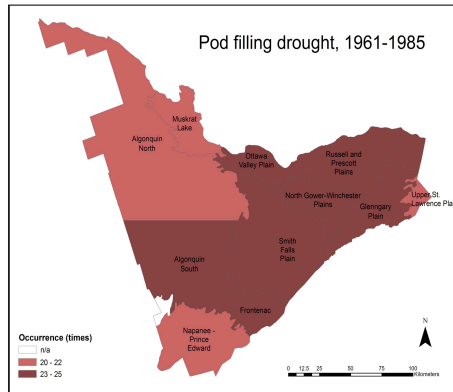 Pod filling drought, 1961-1985
Muskrat
Lake
Algonquin
North
Ottawa
Valley Plain
Russell and
Prescott
Plains
North Gower-Winchester
Plains
Upper St.
Lawrence Pla
Glenngary
Plain
Smith
Falls
Plain
Algonquin
South
Frontenac
Napanee -
Prince
Edward
Occurrence (times)
n/a
20 - 22
23 - 25
N
0 12.5 25 50 75 100
Kilometers